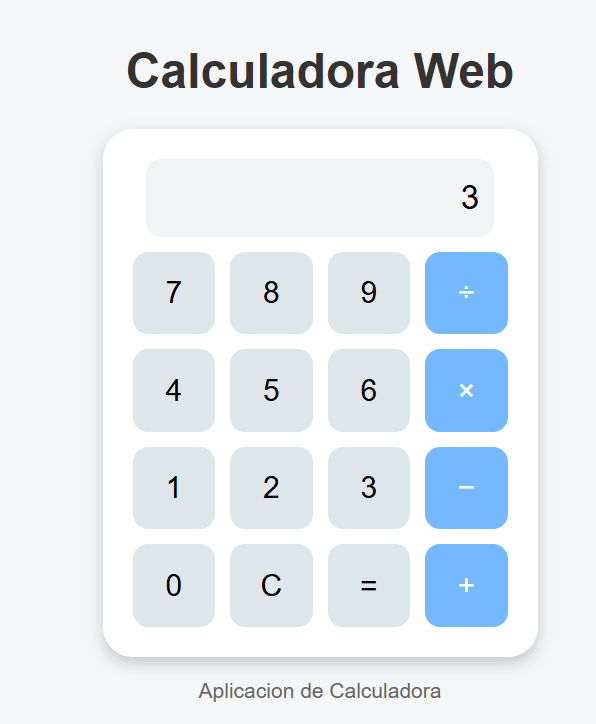 Calculadora Web
3
7 8 9 ÷
4 5 6 ×
1 2 3 −
0 C = +
Aplicacion de Calculadora